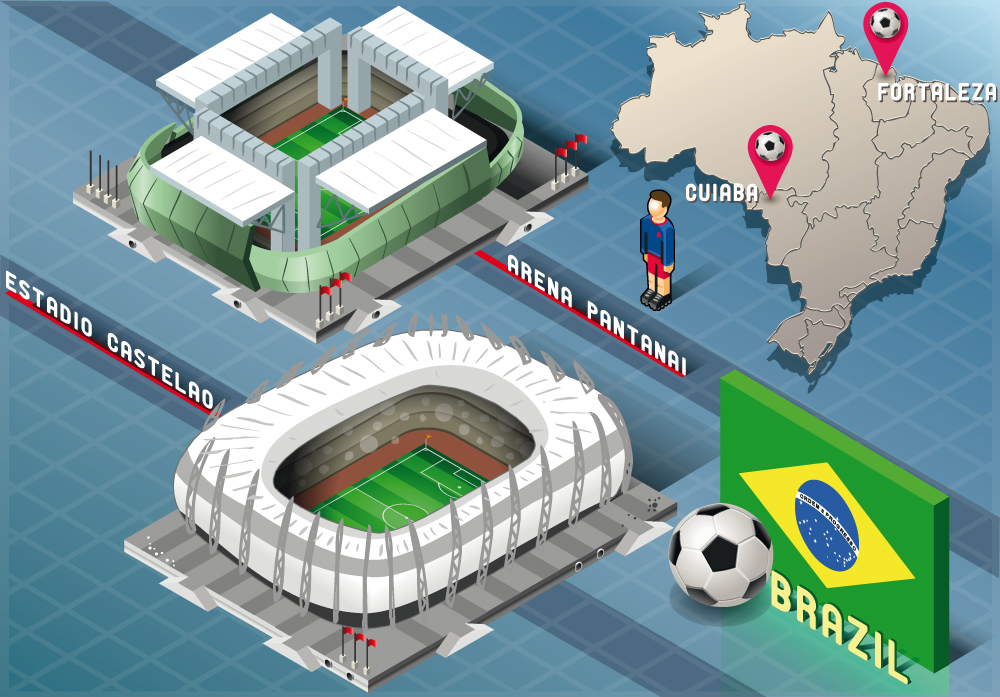 FORTALEZA
CUIABA
ARENA PANTANAI
ESTADIO CASTELAO
ORDEM E PROGRESSO
BRAZIL